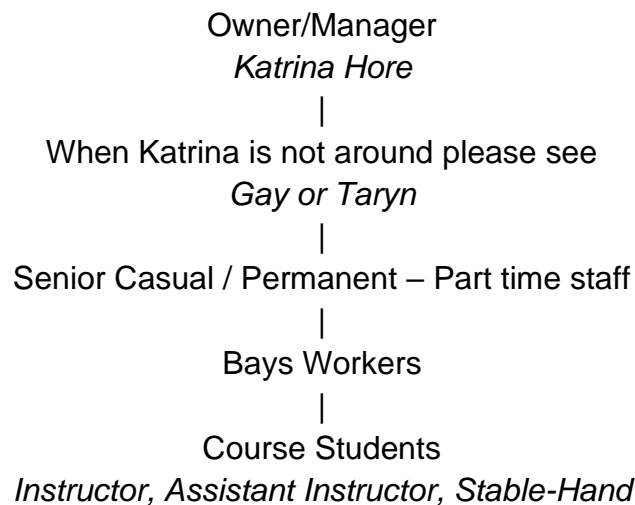 Owner/Manager
Katrina Hore
|
When Katrina is not around please see
Gay or Taryn
|
Senior Casual / Permanent – Part time staff
|
Bays Workers
|
Course Students
Instructor, Assistant Instructor, Stable-Hand